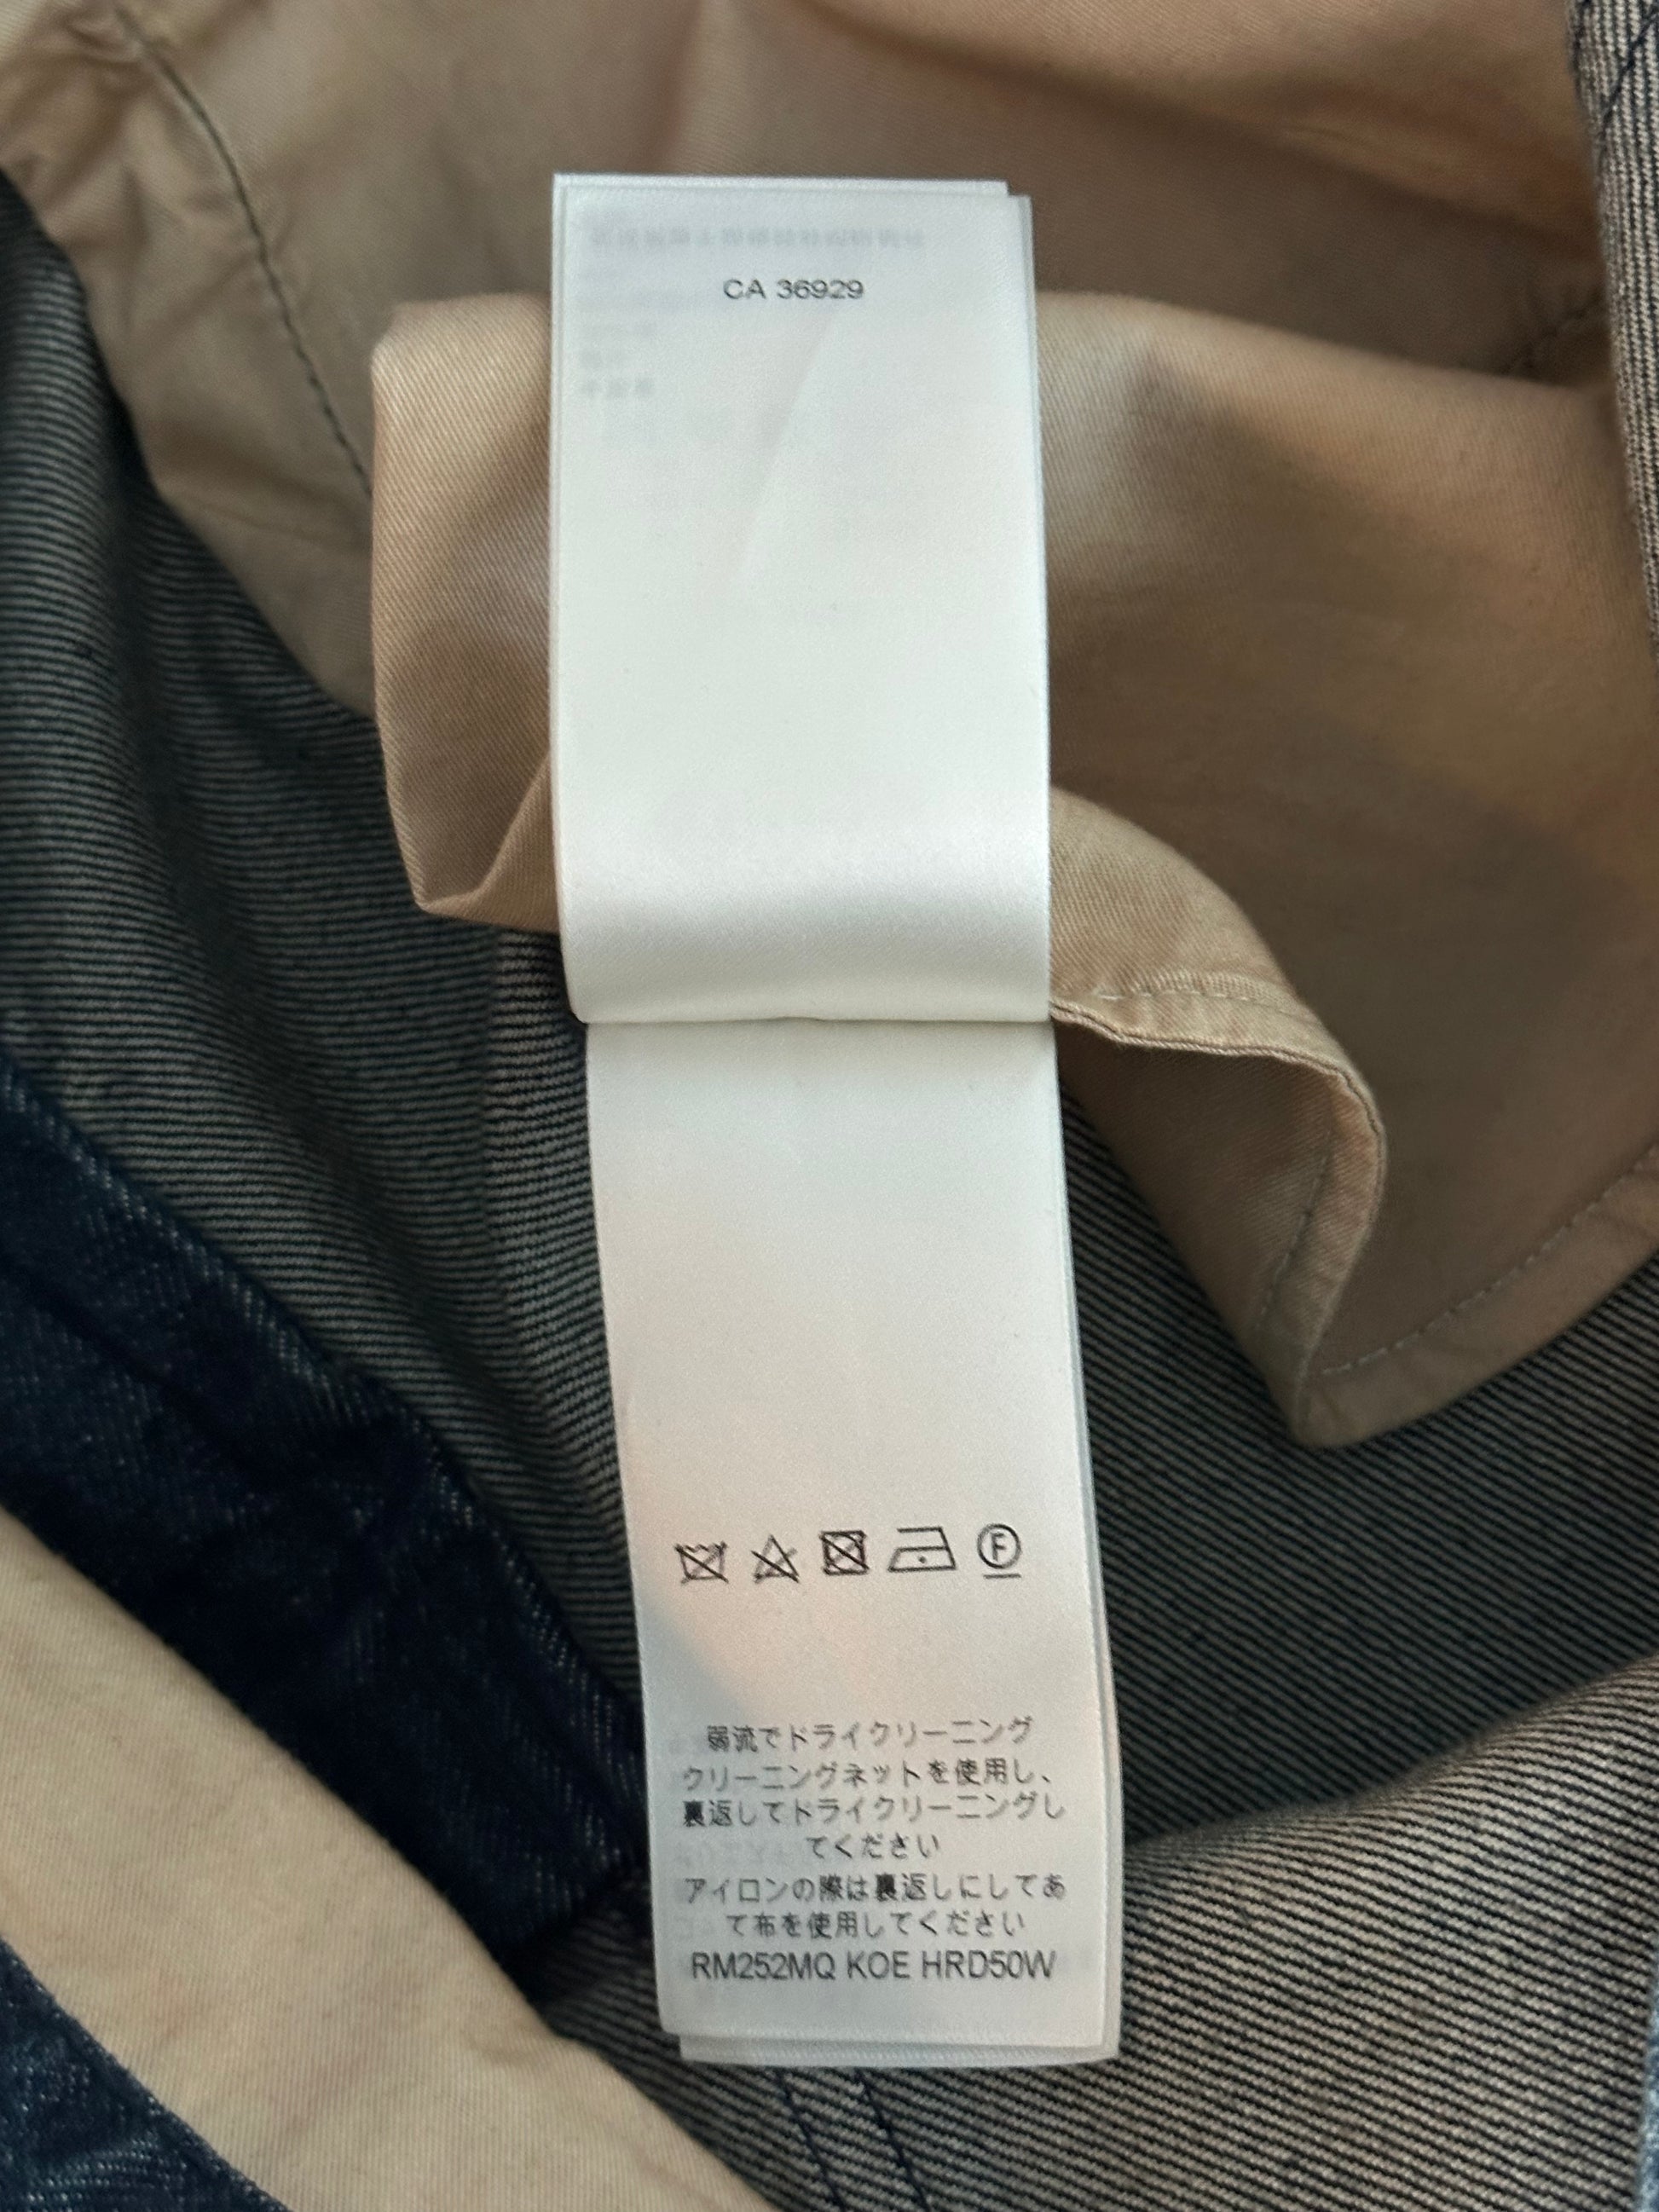 CA 36929
F
弱流でドライクリーニング
クリーニングネットを使用し、
裏返してドライクリーニングし
てください
アイロンの際は裏返しにしてあ
て布を使用してください
RM252MQ KOE HRD50W